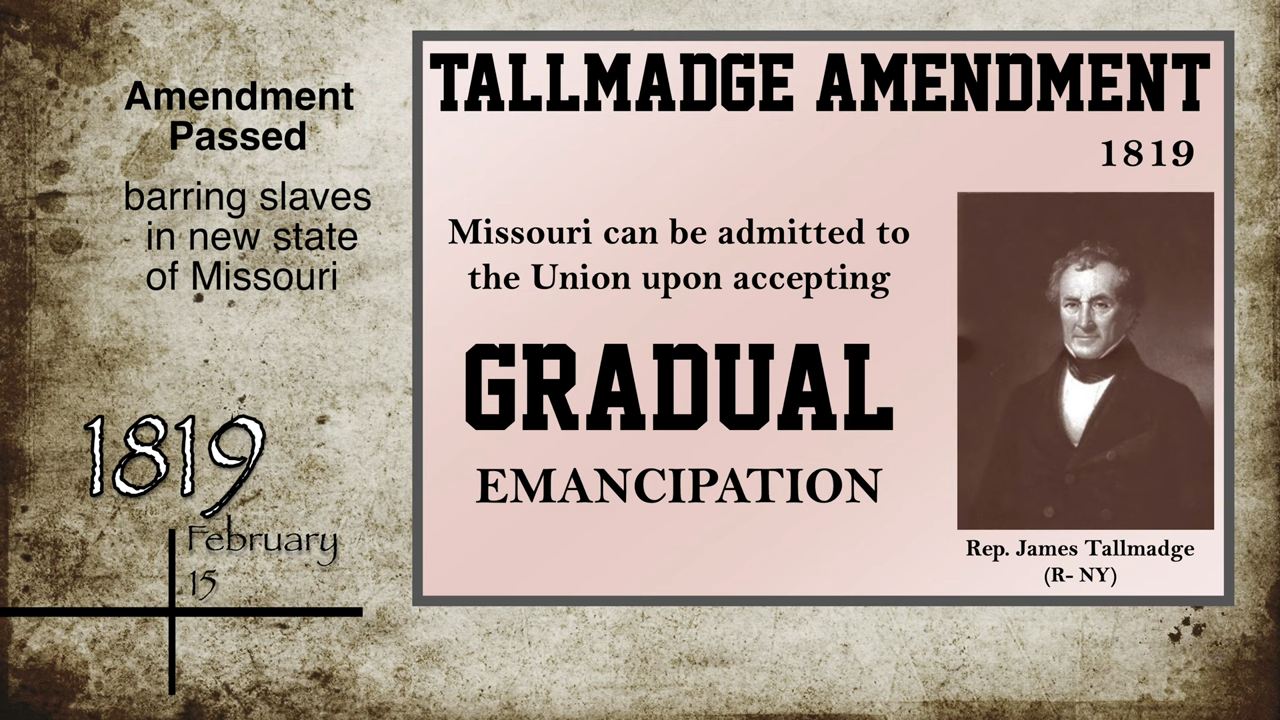 Amendment
Passed
barring slaves
in new state
of Missouri
1819
February
15
TALLMADGE AMENDMENT
1819
Missouri can be admitted to
the Union upon accepting
GRADUAL
EMANCIPATION
Rep. James Tallmadge
(R- NY)